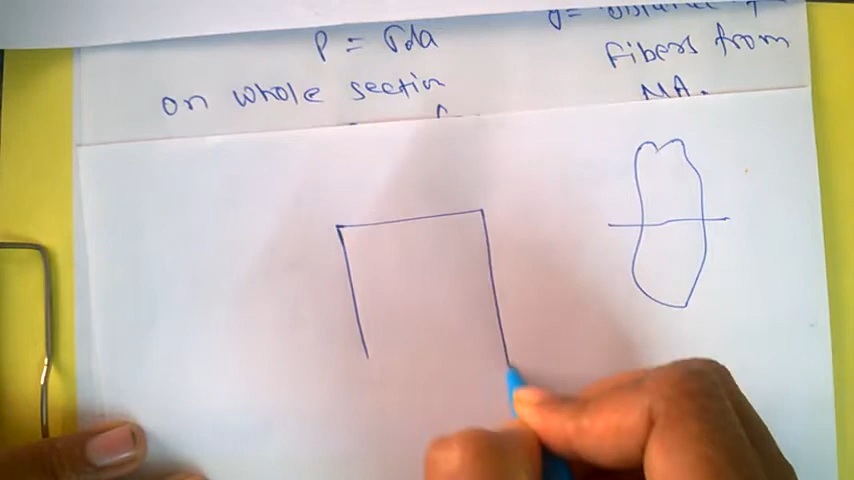 P = σda
on whole section
fibers from
NA.